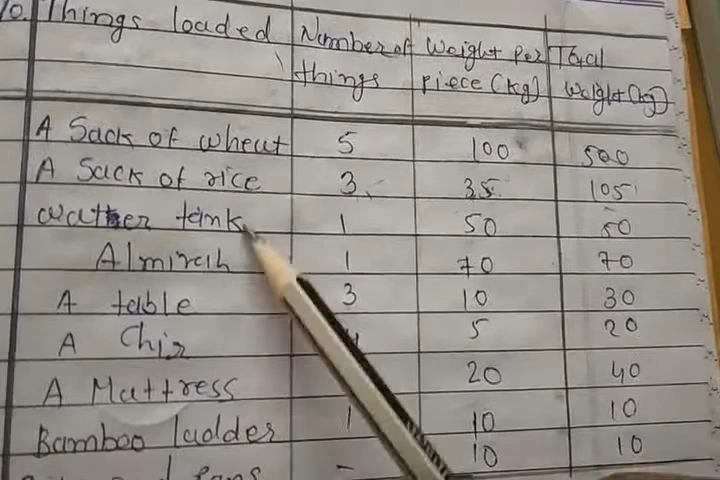 Things loaded Number of things Weight Per Piece (kg) Total Weight (kg)
A Sack of wheat 5 100 500
A Sack of rice 3 35 105
Water tank 1 50 50
Almirah 1 70 70
A table 3 10 30
A Chir 5 20
A Mattress 20 40
Bamboo ladder 1 10 10
- 10 10